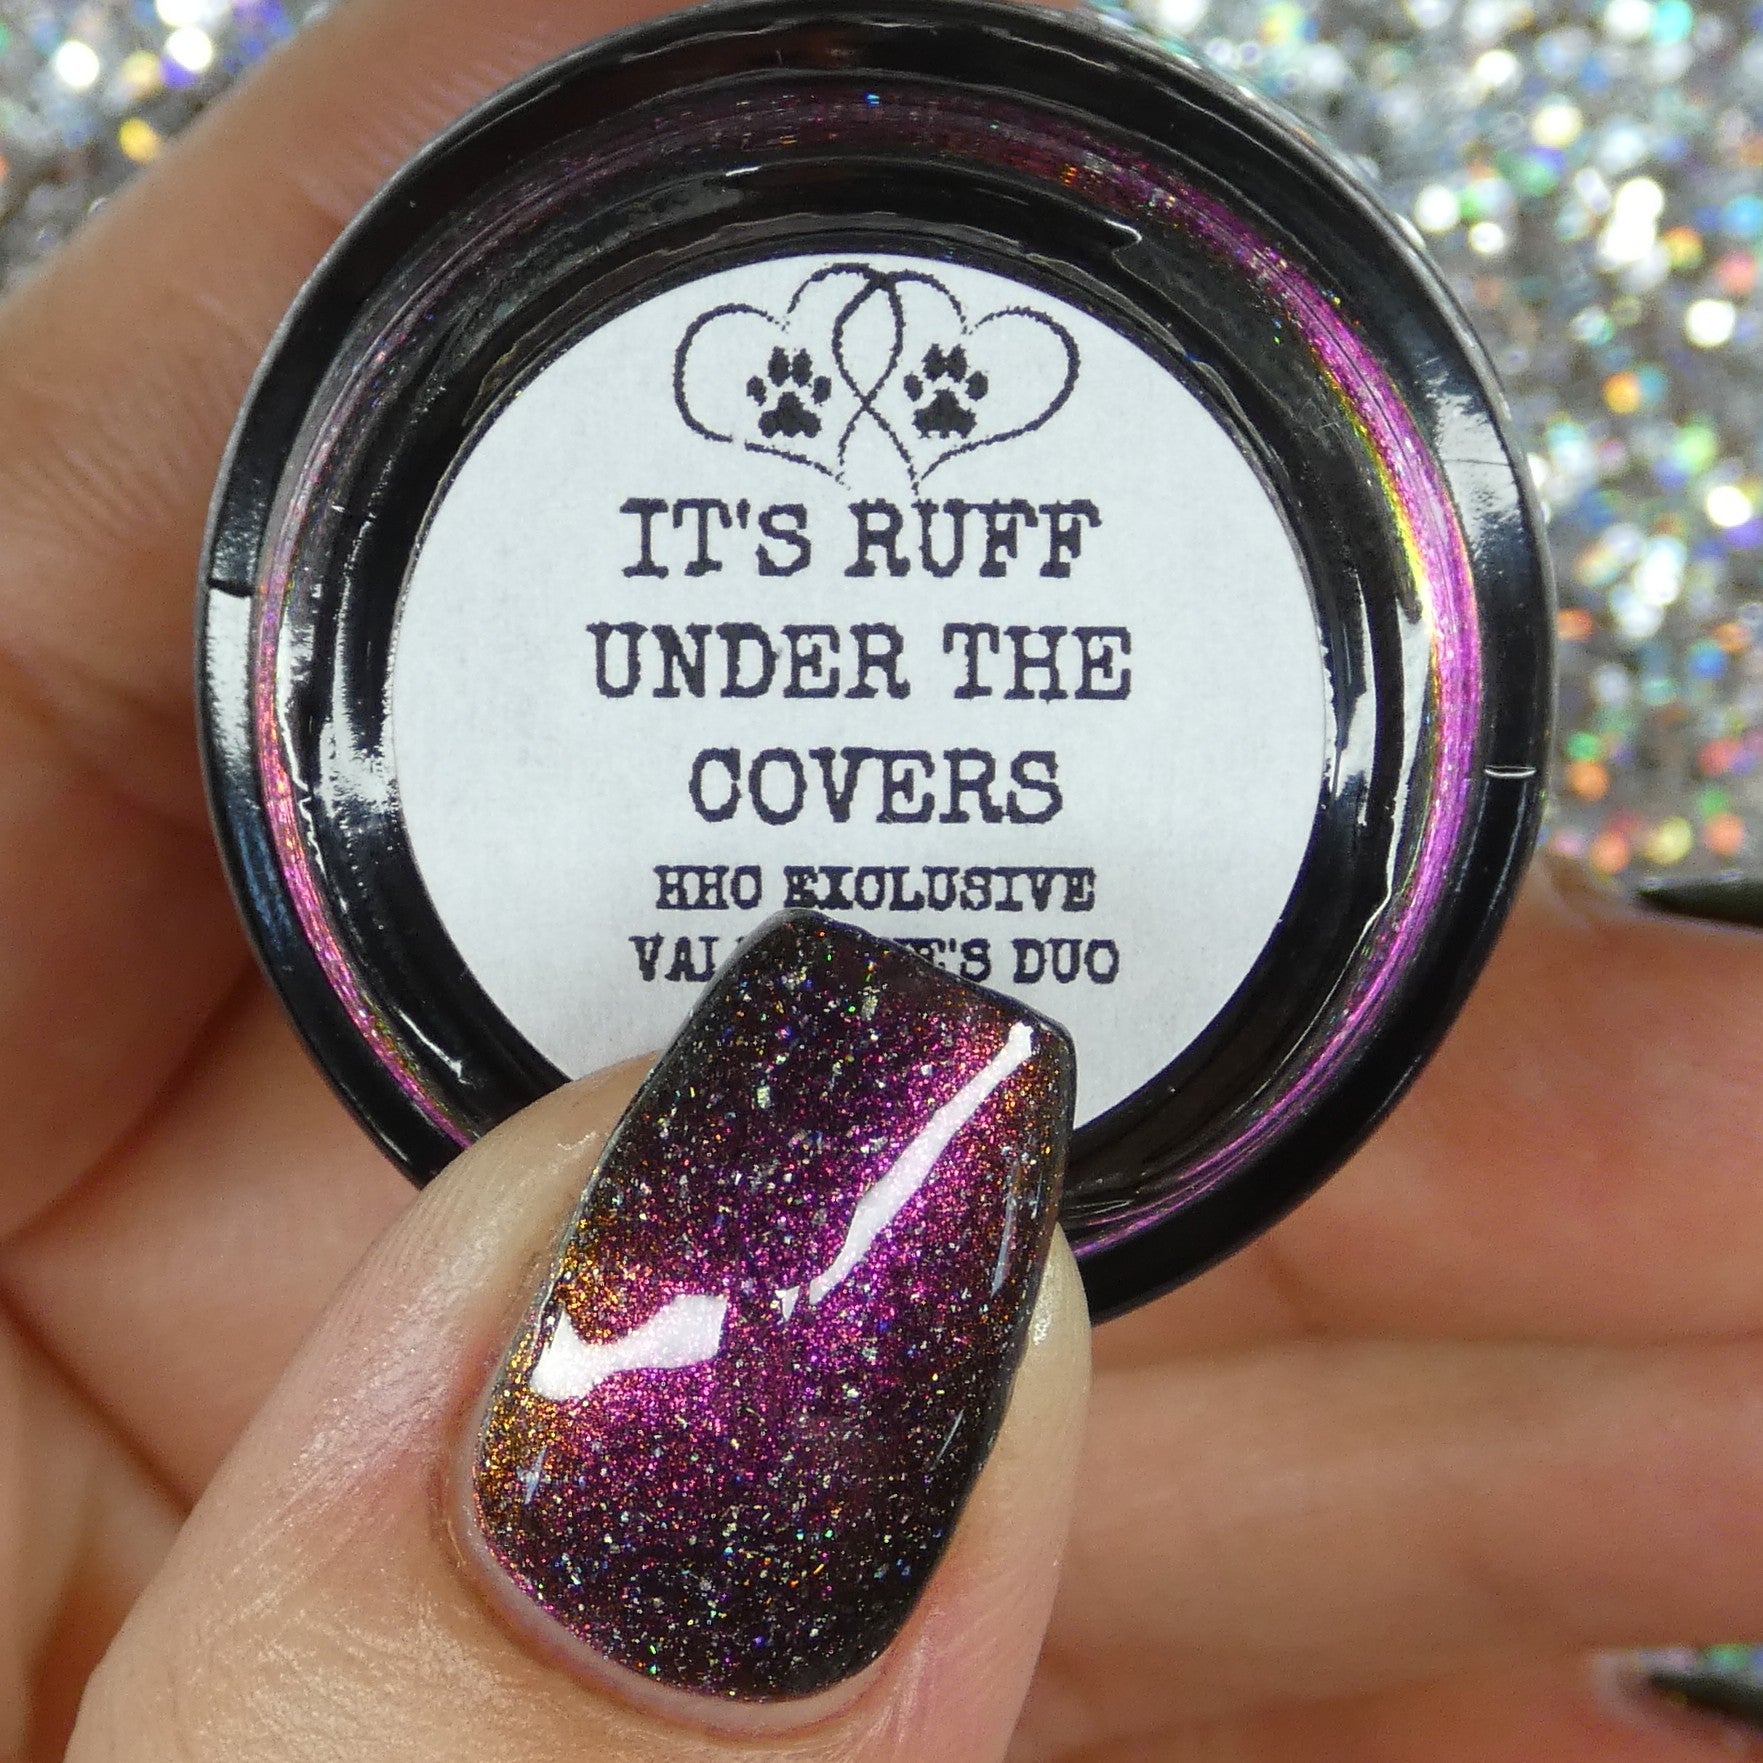 IT'S RUFF
UNDER THE
COVERS
HHO EXCLUSIVE
DUO